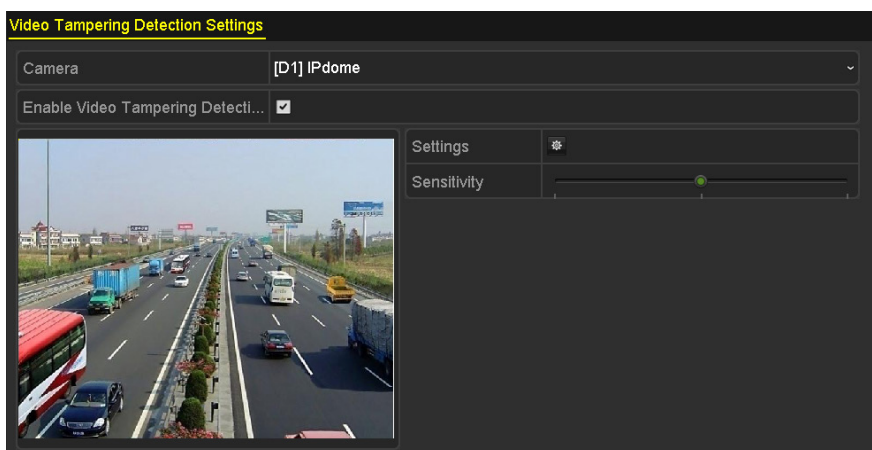 Video Tampering Detection Settings
Camera [D1] IPdome
Enable Video Tampering Detecti...
Settings
Sensitivity